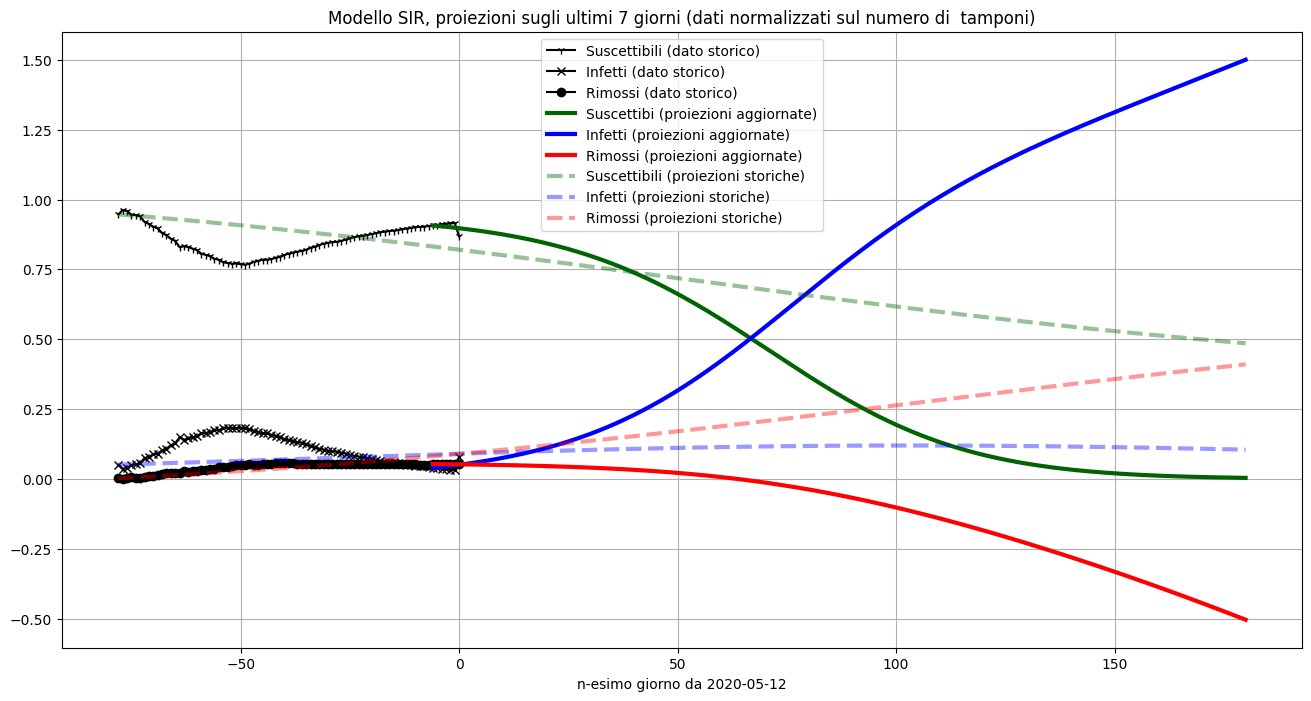 Modello SIR, proiezioni sugli ultimi 7 giorni (dati normalizzati sul numero di  tamponi)
Suscettibili (dato storico)
Infetti (dato storico)
Rimossi (dato storico)
Suscettibi (proiezioni aggiornate)
Infetti (proiezioni aggiornate)
Rimossi (proiezioni aggiornate)
Suscettibili (proiezioni storiche)
Infetti (proiezioni storiche)
Rimossi (proiezioni storiche)
1.50
1.25
1.00
0.75
0.50
0.25
0.00
−0.25
−0.50
−50 0 50 100 150
n-esimo giorno da 2020-05-12